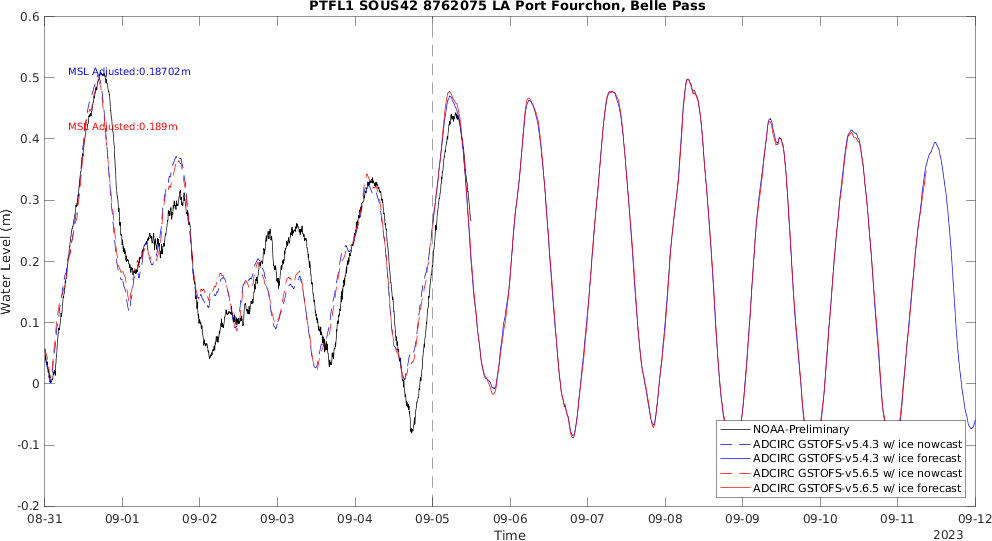 PTFL1 SOUS42 8762075 LA Port Fourchon, Belle Pass
0.6
0.5
0.4
0.3
0.2
0.1
0
-0.1
-0.2
Water Level (m)
MSL Adjusted:0.18702m
MSL Adjusted:0.189m
NOAA-Preliminary
ADCIRC GSTOFS-v5.4.3 w/ ice nowcast
ADCIRC GSTOFS-v5.4.3 w/ ice forecast
ADCIRC GSTOFS-v5.6.5 w/ ice nowcast
ADCIRC GSTOFS-v5.6.5 w/ ice forecast
08-31 09-01 09-02 09-03 09-04 09-05 09-06 09-07 09-08 09-09 09-10 09-11 09-12
Time
2023